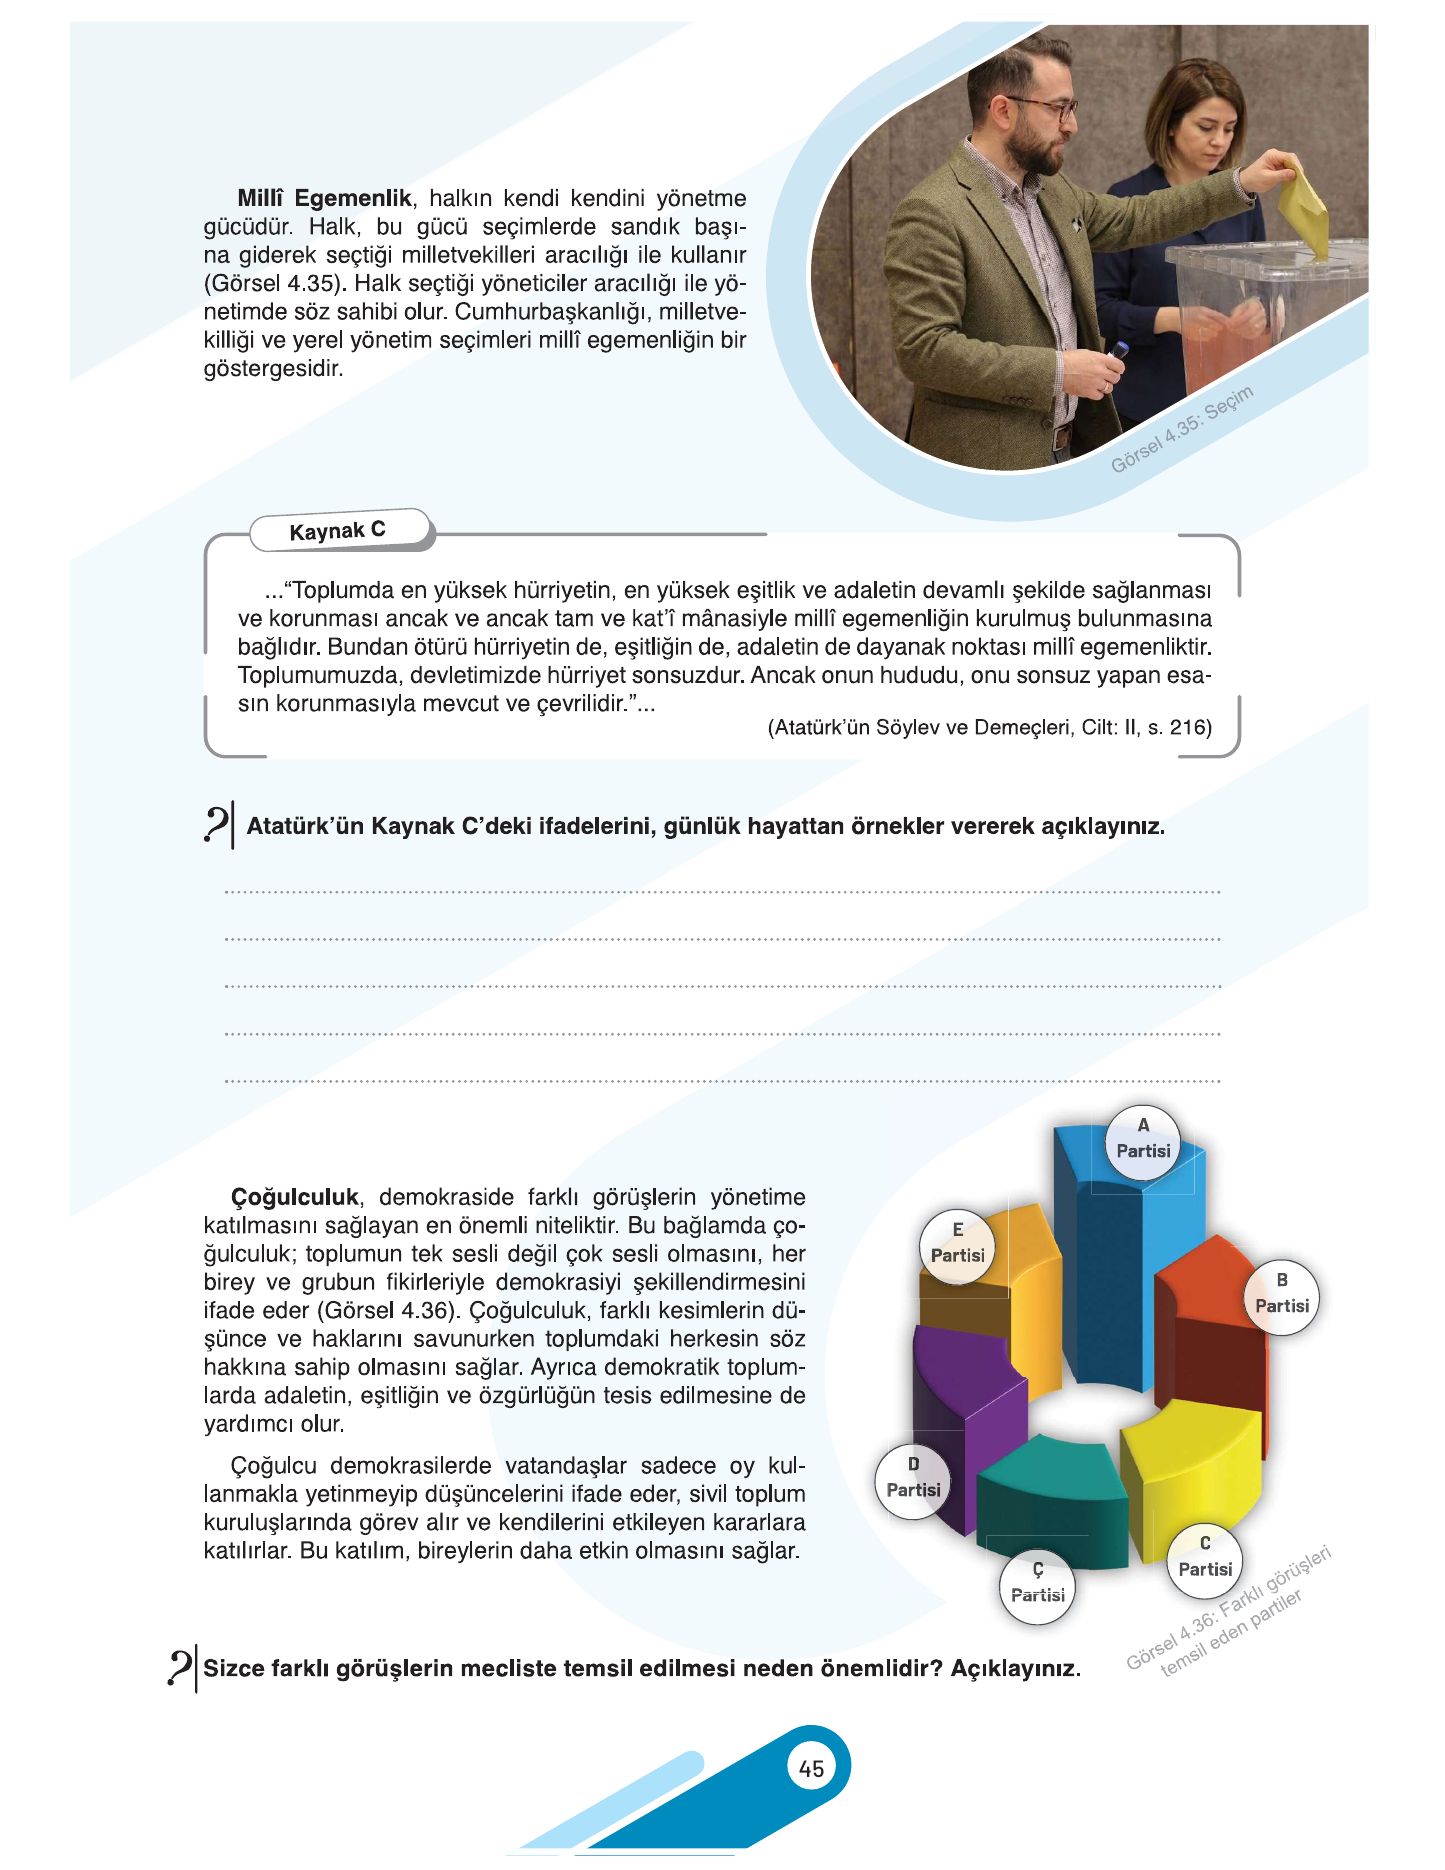 Millî Egemenlik, halkın kendi kendini yönetme
gücüdür. Halk, bu gücü seçimlerde sandık başı-
na giderek seçtiği milletvekilleri aracılığı ile kullanır
(Görsel 4.35). Halk seçtiği yöneticiler aracılığı ile yö-
netimde söz sahibi olur. Cumhurbaşkanlığı, milletve-
killiği ve yerel yönetim seçimleri millî egemenliğin bir
göstergesidir.
Görsel 4.35: Seçim
Kaynak C
...“Toplumda en yüksek hürriyetin, en yüksek eşitlik ve adaletin devamlı şekilde sağlanması
ve korunması ancak ve ancak tam ve kat’î mânasiyle millî egemenliğin kurulmuş bulunmasına
bağlıdır. Bundan ötürü hürriyetin de, eşitliğin de, adaletin de dayanak noktası millî egemenliktir.
Toplumumuzda, devletimizde hürriyet sonsuzdur. Ancak onun hududu, onu sonsuz yapan esa-
sın korunmasıyla mevcut ve çevrilidir.”...
(Atatürk’ün Söylev ve Demeçleri, Cilt: II, s. 216)
? Atatürk’ün Kaynak C’deki ifadelerini, günlük hayattan örnekler vererek açıklayınız.
Çoğulculuk, demokraside farklı görüşlerin yönetime
katılmasını sağlayan en önemli niteliktir. Bu bağlamda ço-
ğulculuk; toplumun tek sesli değil çok sesli olmasını, her
birey ve grubun fikirleriyle demokrasiyi şekillendirmesini
ifade eder (Görsel 4.36). Çoğulculuk, farklı kesimlerin dü-
şünce ve haklarını savunurken toplumdaki herkesin söz
hakkına sahip olmasını sağlar. Ayrıca demokratik toplum-
larda adaletin, eşitliğin ve özgürlüğün tesis edilmesine de
yardımcı olur.
Çoğulcu demokrasilerde vatandaşlar sadece oy kul-
lanmakla yetinmeyip düşüncelerini ifade eder, sivil toplum
kuruluşlarında görev alır ve kendilerini etkileyen kararlara
katılırlar. Bu katılım, bireylerin daha etkin olmasını sağlar.
A
Partisi
E
Partisi
B
Partisi
D
Partisi
C
Partisi
Ç
Partisi
Görsel 4.36: Farklı görüşleri
temsil eden partiler
? Sizce farklı görüşlerin mecliste temsil edilmesi neden önemlidir? Açıklayınız.
45